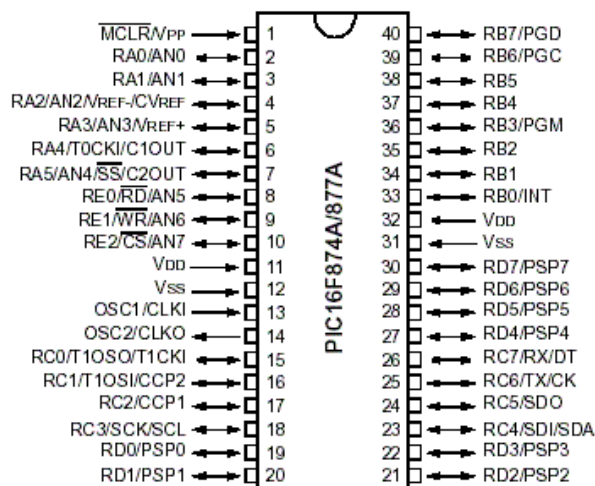 MCLR/VPP 1
RA0/AN0 2
RA1/AN1 3
RA2/AN2/VREF-/CVREF 4
RA3/AN3/VREF+ 5
RA4/T0CKI/C1OUT 6
RA5/AN4/SS/C2OUT 7
RE0/RD/AN5 8
RE1/WR/AN6 9
RE2/CS/AN7 10
VDD 11
VSS 12
OSC1/CLKI 13
OSC2/CLKO 14
RC0/T1OSO/T1CKI 15
RC1/T1OSI/CCP2 16
RC2/CCP1 17
RC3/SCK/SCL 18
RD0/PSP0 19
RD1/PSP1 20
PIC16F874A/877A
40 RB7/PGD
39 RB6/PGC
38 RB5
37 RB4
36 RB3/PGM
35 RB2
34 RB1
33 RB0/INT
32 VDD
31 VSS
30 RD7/PSP7
29 RD6/PSP6
28 RD5/PSP5
27 RD4/PSP4
26 RC7/RX/DT
25 RC6/TX/CK
24 RC5/SDO
23 RC4/SDI/SDA
22 RD3/PSP3
21 RD2/PSP2